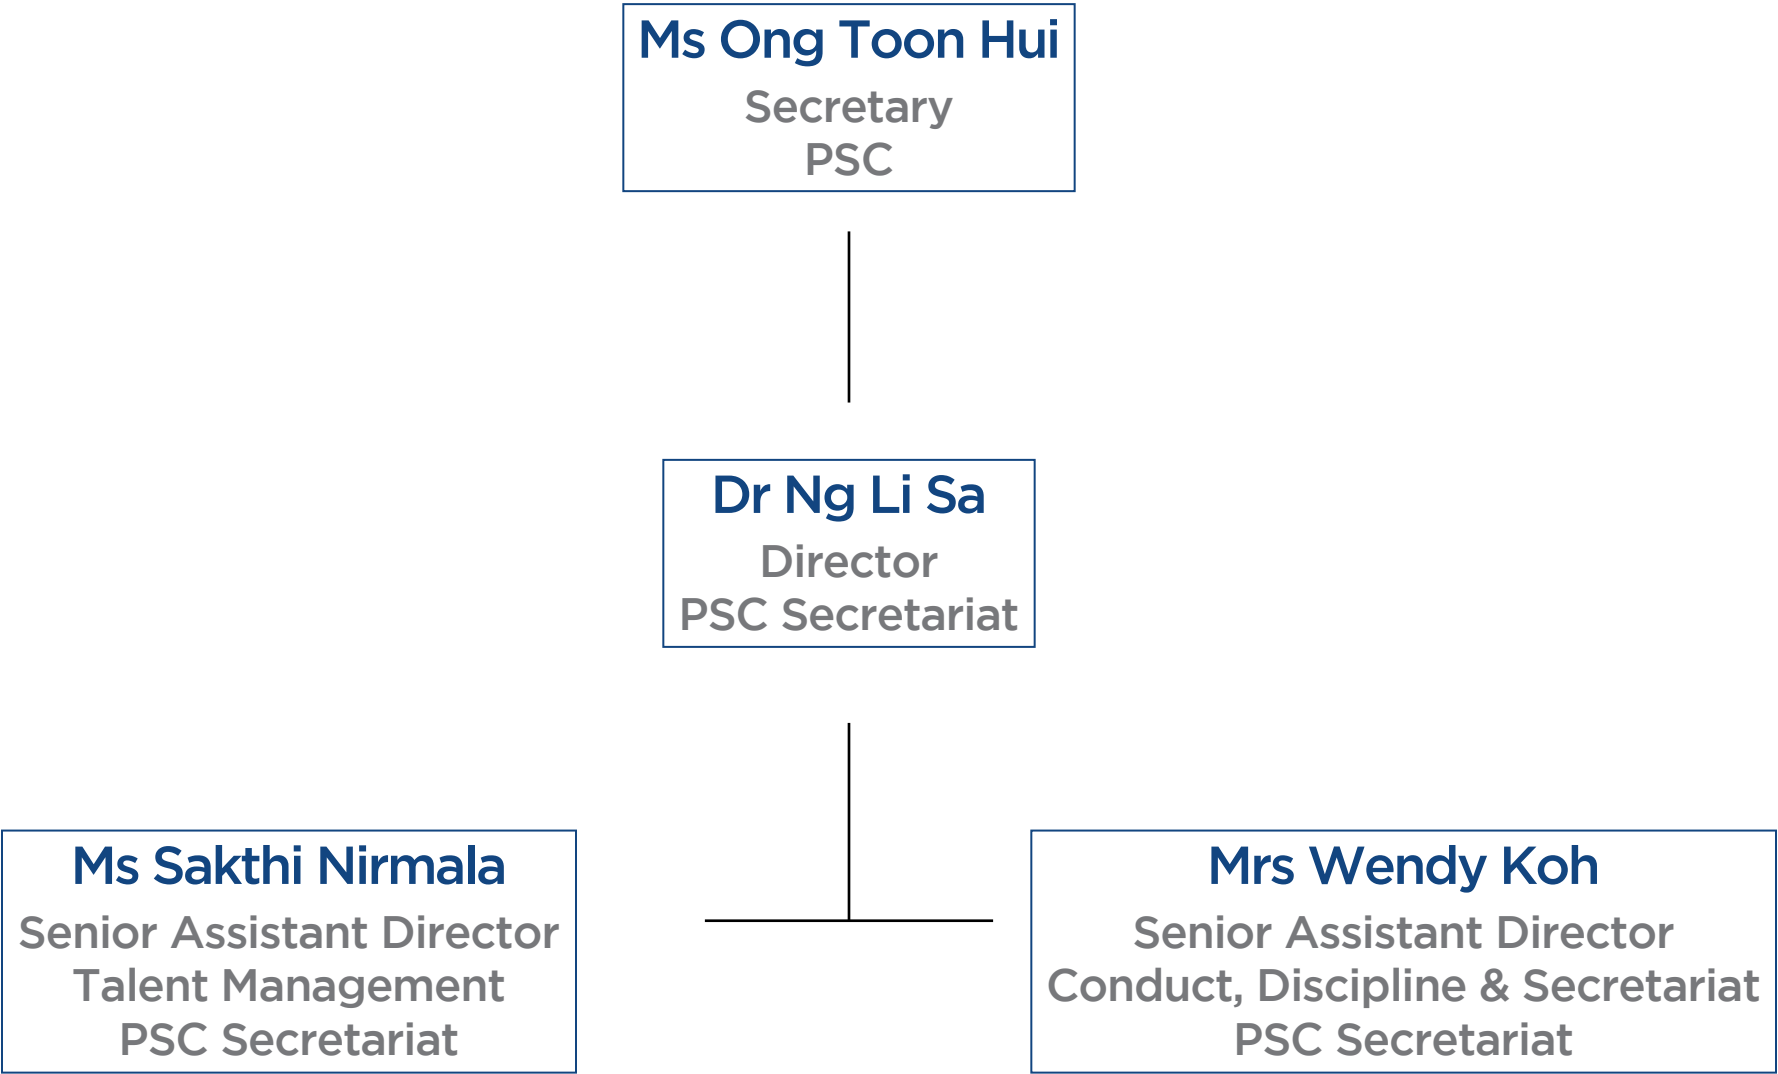 Ms Ong Toon Hui
Secretary
PSC
Dr Ng Li Sa
Director
PSC Secretariat
Ms Sakthi Nirmala
Senior Assistant Director
Talent Management
PSC Secretariat
Mrs Wendy Koh
Senior Assistant Director
Conduct, Discipline & Secretariat
PSC Secretariat